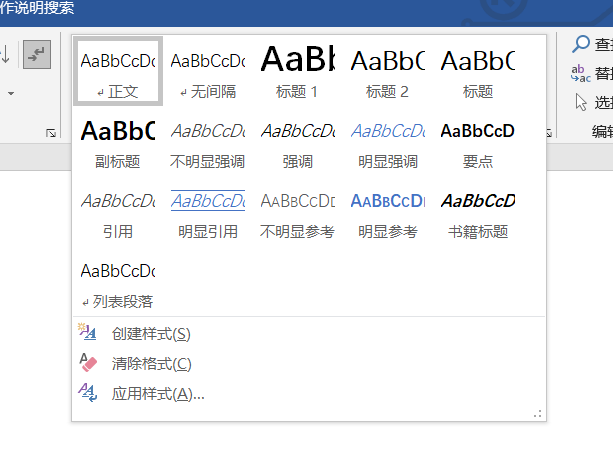 作说明搜索
AaBbCcDc AaBbCcDc AaBb AaBbC AaBbC
↲ 正文 ↲ 无间隔 标题 1 标题 2 标题
AaBbC AaBbCcDc AaBbCcDc AaBbCcDc AaBbCcD
副标题 不明显强调 强调 明显强调 要点
AaBbCcDc AaBbCcDc AABBCCDD AABBCCDD AaBbCcD
引用 明显引用 不明显参考 明显参考 书籍标题
AaBbCcDc
↲ 列表段落
创建样式(S)
清除格式(C)
应用样式(A)...
查
替
选
编辑